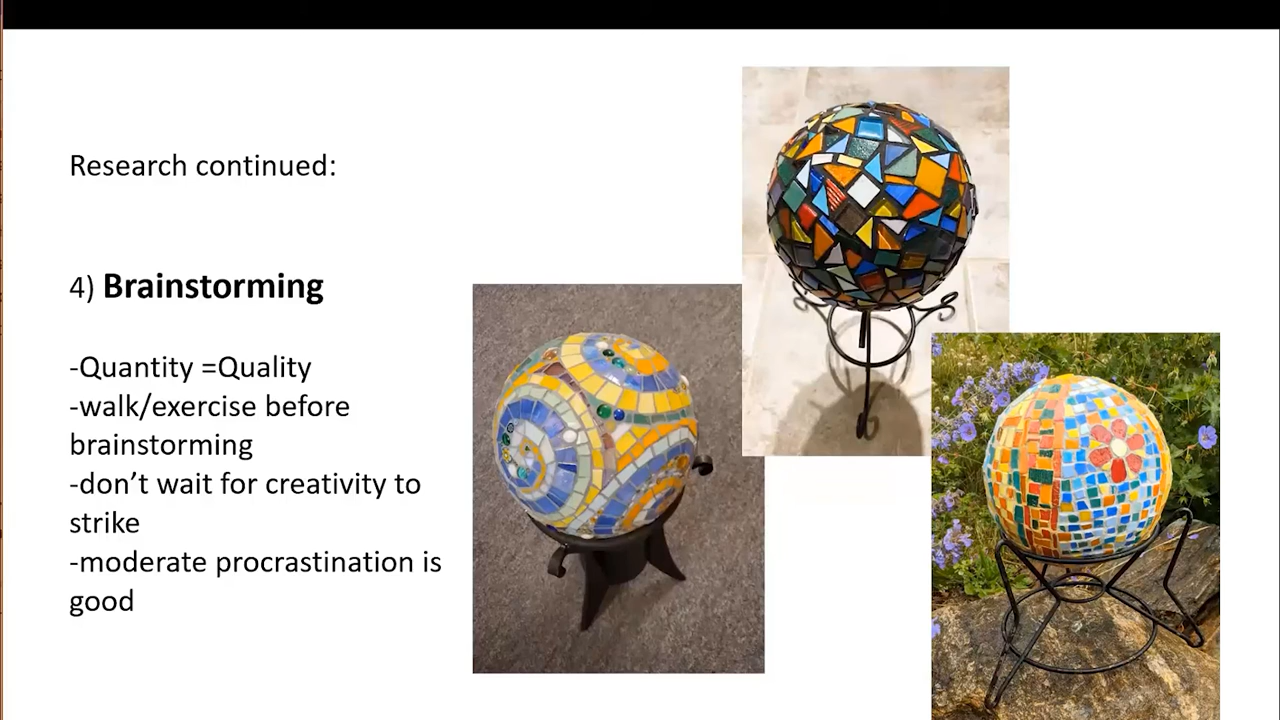 Research continued:
4) Brainstorming
-Quantity =Quality
-walk/exercise before
brainstorming
-don’t wait for creativity to
strike
-moderate procrastination is
good